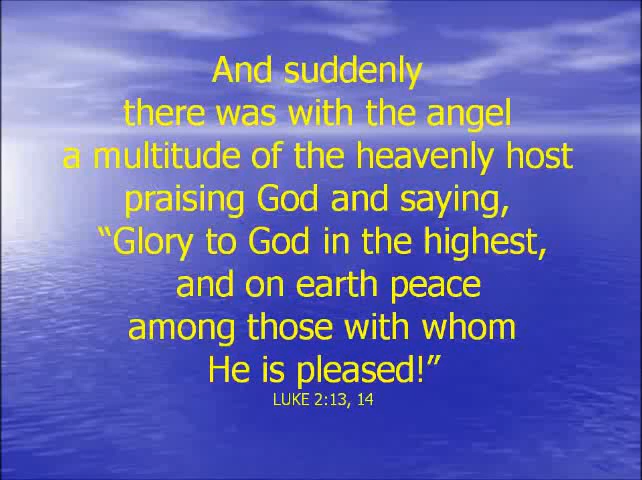 And suddenly
there was with the angel
a multitude of the heavenly host
praising God and saying,
“Glory to God in the highest,
and on earth peace
among those with whom
He is pleased!”
LUKE 2:13, 14